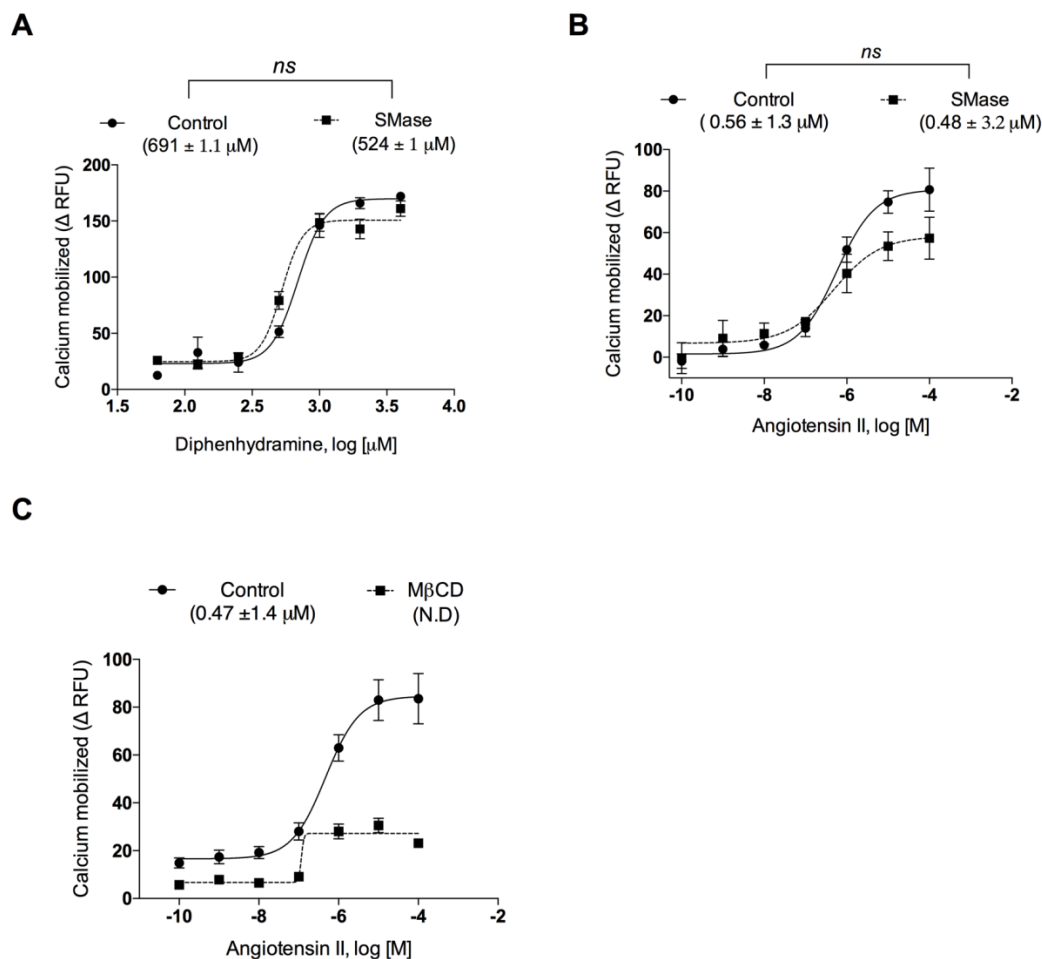 A
ns
Control
(691 ± 1.1 μM)
SMase
(524 ± 1 μM)
Calcium mobilized (Δ RFU)
200
150
100
50
0
1.5 2.0 2.5 3.0 3.5 4.0
Diphenhydramine, log [μM]
B
ns
Control
( 0.56 ± 1.3 μM)
SMase
(0.48 ± 3.2 μM)
Calcium mobilized (Δ RFU)
100
80
60
40
20
0
-10 -8 -6 -4 -2
Angiotensin II, log [M]
C
Control
(0.47 ±1.4 μM)
MβCD
(N.D)
Calcium mobilized (Δ RFU)
100
80
60
40
20
0
-10 -8 -6 -4 -2
Angiotensin II, log [M]